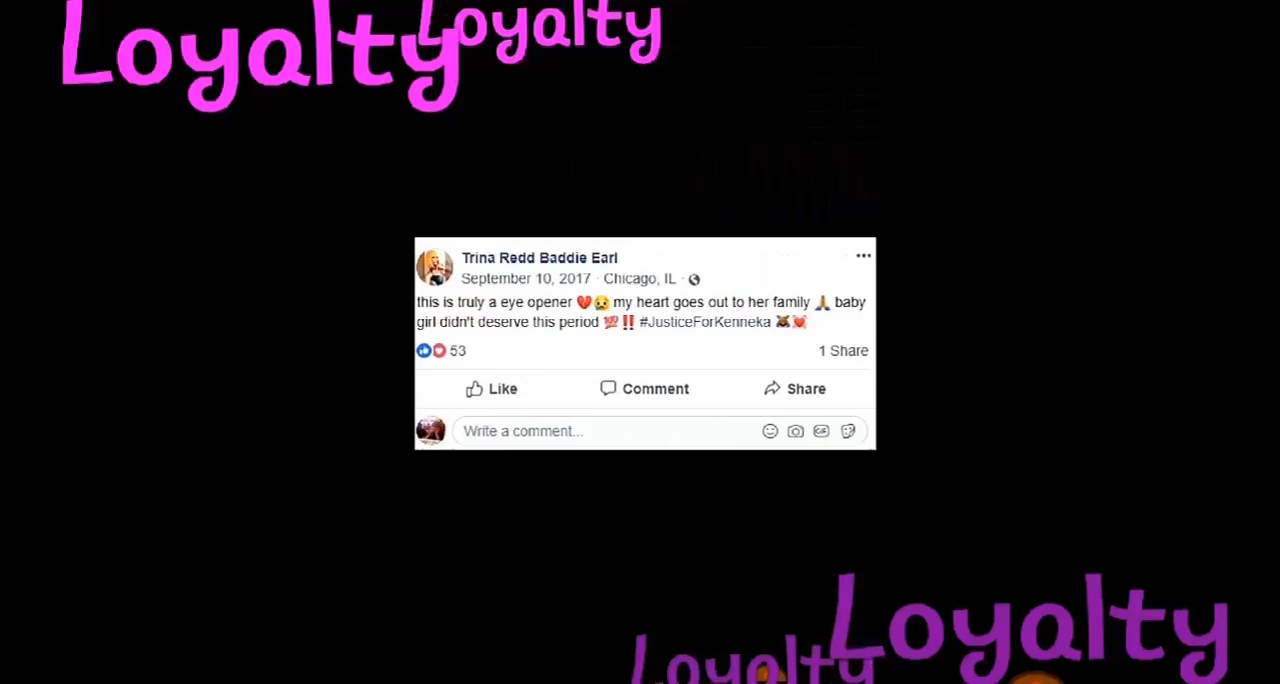 Loyalty
Loyalty
Trina Redd Baddie Earl
September 10, 2017 · Chicago, IL ·
this is truly a eye opener 💔😢 my heart goes out to her family 🙏🏾 baby
girl didn't deserve this period 💯‼️ #JusticeForKenneka 🙇🏾💓
53
1 Share
Like Comment Share
Write a comment...
GIF
Loyalty
Loyalty